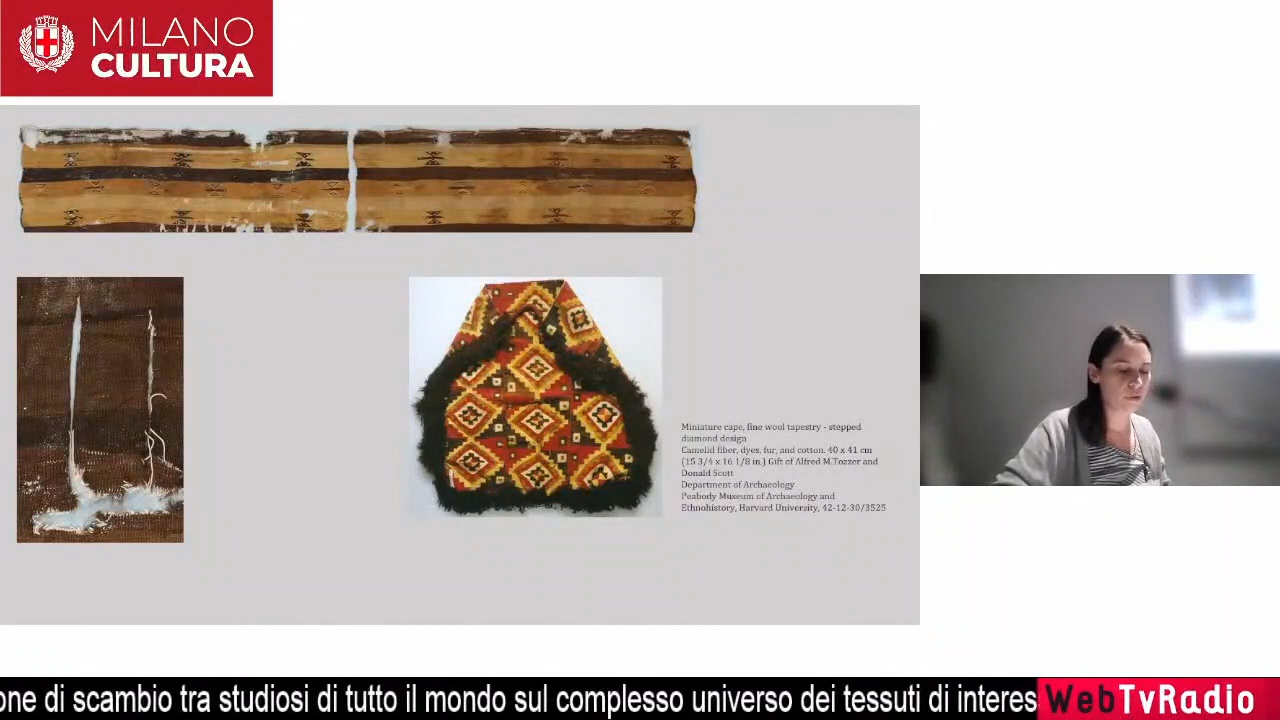 MILANO
CULTURA
Miniature cape, fine wool tapestry - stepped
diamond design
Camelid fiber, dyes, fur, and cotton. 40 x 41 cm
(15 3/4 x 16 1/8 in.) Gift of Alfred M.Tozzer and
Donald Scott
Department of Archaeology
Peabody Museum of Archaeology and
Ethnohistory, Harvard University, 42-12-30/3525
one di scambio tra studiosi di tutto il mondo sul complesso universo dei tessuti di interes
WebTvRadio